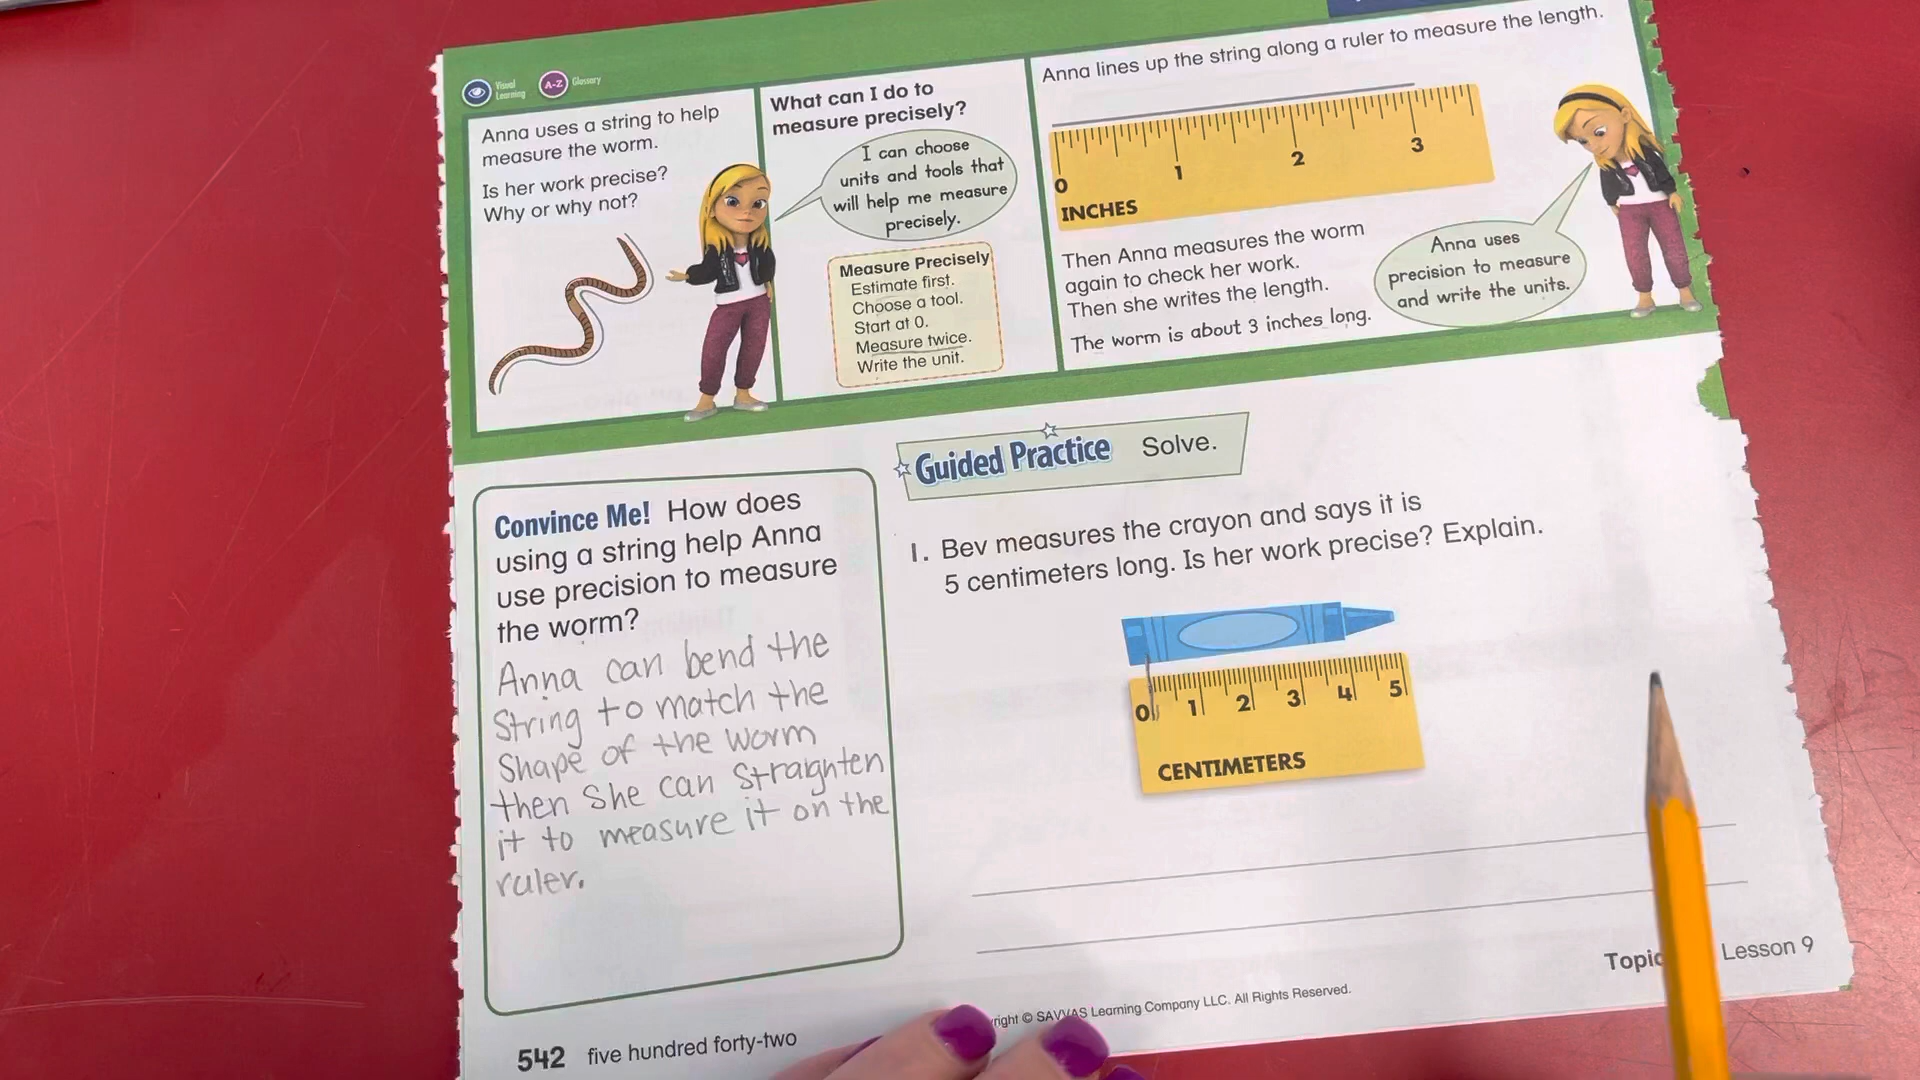 Visual
Learning
A-Z
Glossary
Anna uses a string to help
measure the worm.
Is her work precise?
Why or why not?
What can I do to
measure precisely?
I can choose
units and tools that
will help me measure
precisely.
Measure Precisely
Estimate first.
Choose a tool.
Start at 0.
Measure twice.
Write the unit.
Anna lines up the string along a ruler to measure the length.
0 1 2 3
INCHES
Then Anna measures the worm
again to check her work.
Then she writes the length.
The worm is about 3 inches long.
Anna uses
precision to measure
and write the units.
Convince Me! How does
using a string help Anna
use precision to measure
the worm?
Anna can bend the
String to match the
Shape of the worm
then She can Straighten
it to measure it on the
ruler.
Guided Practice Solve.
1. Bev measures the crayon and says it is
5 centimeters long. Is her work precise? Explain.
0 1 2 3 4 5
CENTIMETERS
Topic Lesson 9
© SAVVAS Learning Company LLC. All Rights Reserved.
542 five hundred forty-two